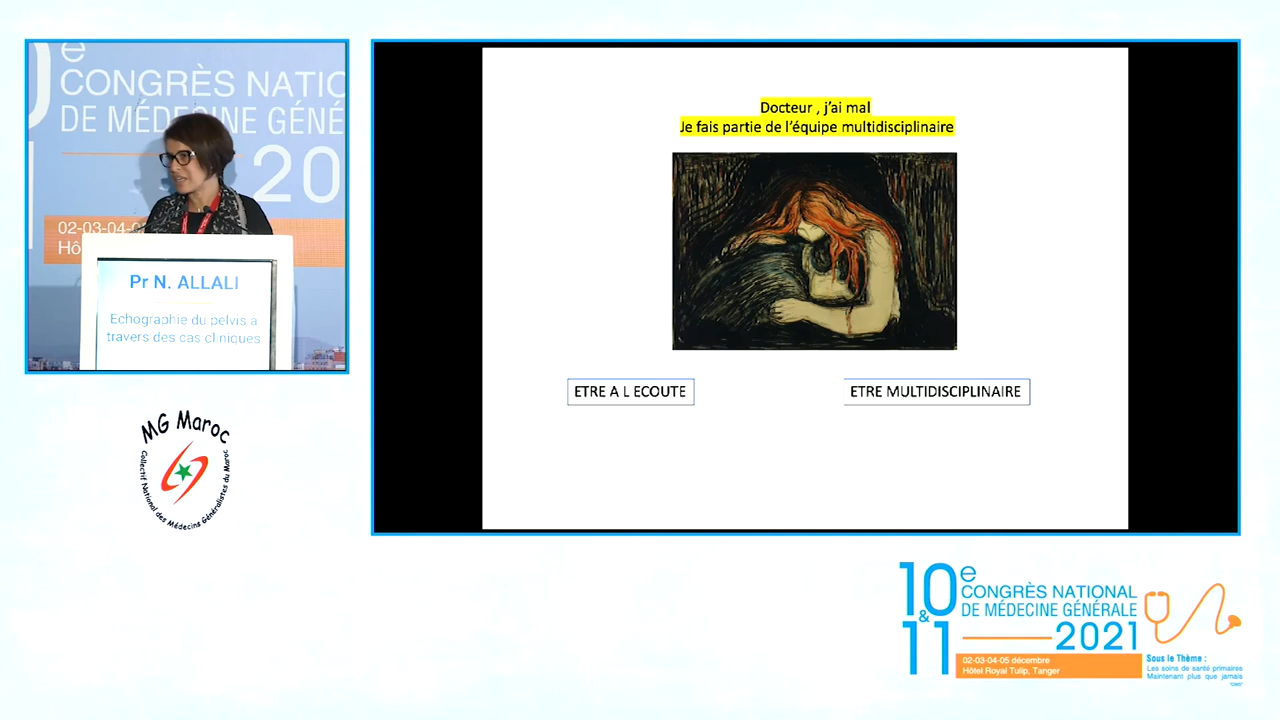 e
CONGRÈS NATIO
DE MÉDECINE GÉNÉ
20
02-03-04-05
Hô
Pr N. ALLALI
Echographie du pelvis à
travers des cas cliniques
Docteur , j’ai mal
Je fais partie de l’équipe multidisciplinaire
ETRE A L ECOUTE
ETRE MULTIDISCIPLINAIRE
MG Maroc
Collectif National des Médecins Généralistes du Maroc
10e
&
11
CONGRÈS NATIONAL
DE MÉDECINE GÉNÉRALE
2021
02-03-04-05 décembre
Hôtel Royal Tulip, Tanger
Sous le Thème :
Les soins de santé primaires
Maintenant plus que jamais
"OMS"